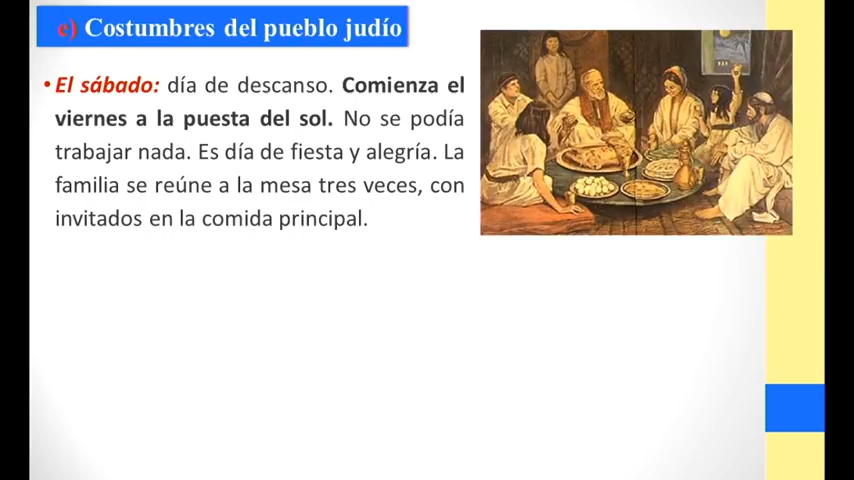 e) Costumbres del pueblo judío
• El sábado: día de descanso. Comienza el
viernes a la puesta del sol. No se podía
trabajar nada. Es día de fiesta y alegría. La
familia se reúne a la mesa tres veces, con
invitados en la comida principal.